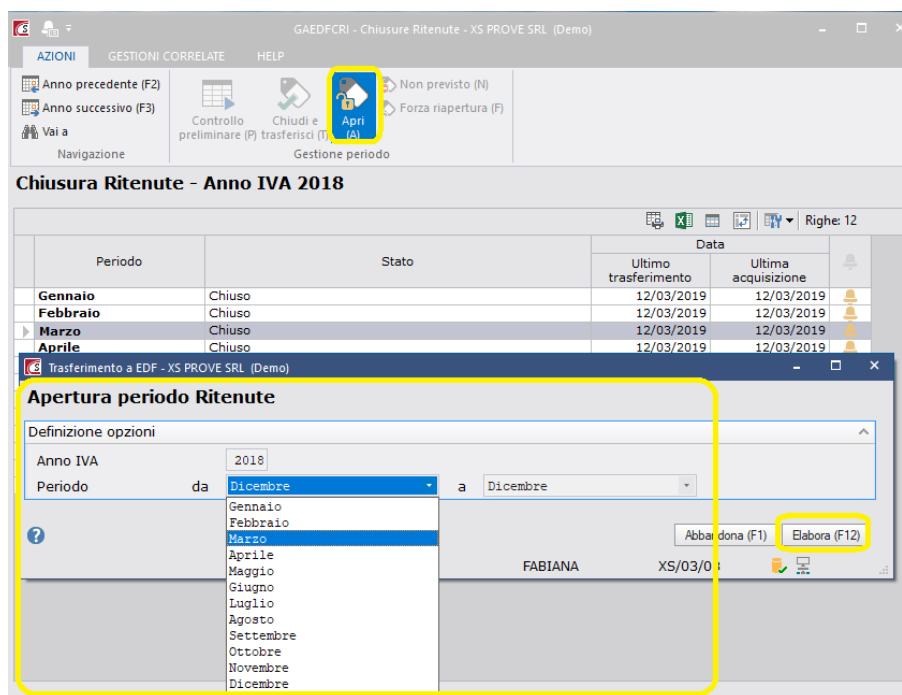 GAEDFCRI - Chiusure Ritenute - XS PROVE SRL (Demo)
AZIONI GESTIONI CORRELATE HELP
Anno precedente (F2)
Anno successivo (F3)
Vai a
Navigazione
Controllo preliminare (P)
Chiudi e trasferisci (T)
Apri (A)
Non previsto (N)
Forza riapertura (F)
Gestione periodo
Chiusura Ritenute - Anno IVA 2018
Righe: 12
Periodo Stato Data
Ultimo trasferimento Ultima acquisizione
Gennaio Chiuso 12/03/2019 12/03/2019
Febbraio Chiuso 12/03/2019 12/03/2019
Marzo Chiuso 12/03/2019 12/03/2019
Aprile Chiuso 12/03/2019 12/03/2019
Trasferimento a EDF - XS PROVE SRL (Demo)
Apertura periodo Ritenute
Definizione opzioni
Anno IVA 2018
Periodo da Dicembre a Dicembre
Gennaio
Febbraio
Marzo
Aprile
Maggio
Giugno
Luglio
Agosto
Settembre
Ottobre
Novembre
Dicembre
Abbandona (F1) Elabora (F12)
FABIANA